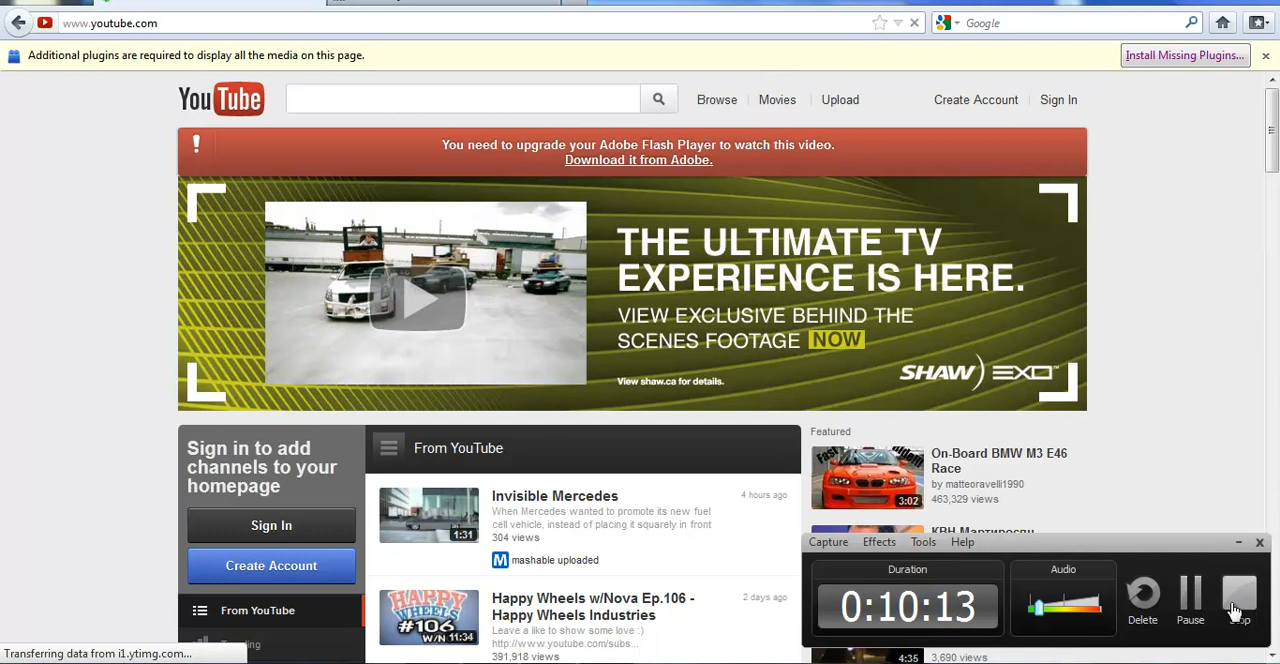 www.youtube.com
Google
Additional plugins are required to display all the media on this page.
Install Missing Plugins...
YouTube
Browse
Movies
Upload
Create Account
Sign In
You need to upgrade your Adobe Flash Player to watch this video.
Download it from Adobe.
THE ULTIMATE TV
EXPERIENCE IS HERE.
VIEW EXCLUSIVE BEHIND THE
SCENES FOOTAGE NOW
View shaw.ca for details.
SHAW) EXO
Sign in to add
channels to your
homepage
Sign In
Create Account
From YouTube
From YouTube
Invisible Mercedes
4 hours ago
When Mercedes wanted to promote its new fuel
cell vehicle, instead of placing it squarely in front
304 views
1:31
M mashable uploaded
Happy Wheels w/Nova Ep.106 -
Happy Wheels Industries
2 days ago
Leave a like to show some love :)
http://www.youtube.com/subs...
391,918 views
HAPPY
WHEELS
#106
W/N 11:34
Featured
On-Board BMW M3 E46
Race
by matteoravelli1990
463,329 views
3:02
Capture
Effects
Tools
Help
Duration
0:10:13
Audio
Delete
Pause
4:35
3,690 views
Transferring data from i1.ytimg.com...